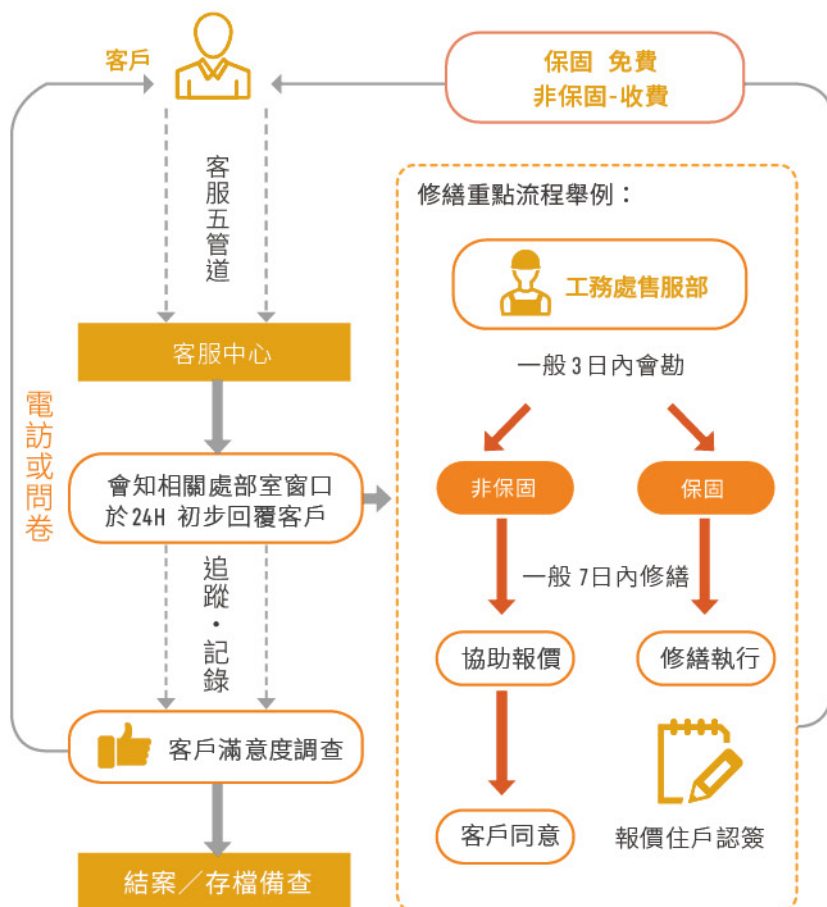 客戶
保固 免費
非保固-收費
客服五管道
客服中心
會知相關處部室窗口
於24H 初步回覆客戶
電訪或問卷
追蹤・記錄
客戶滿意度調查
結案／存檔備查
修繕重點流程舉例：
工務處售服部
一般3日內會勘
非保固
保固
一般7日內修繕
協助報價
修繕執行
客戶同意
報價住戶認簽